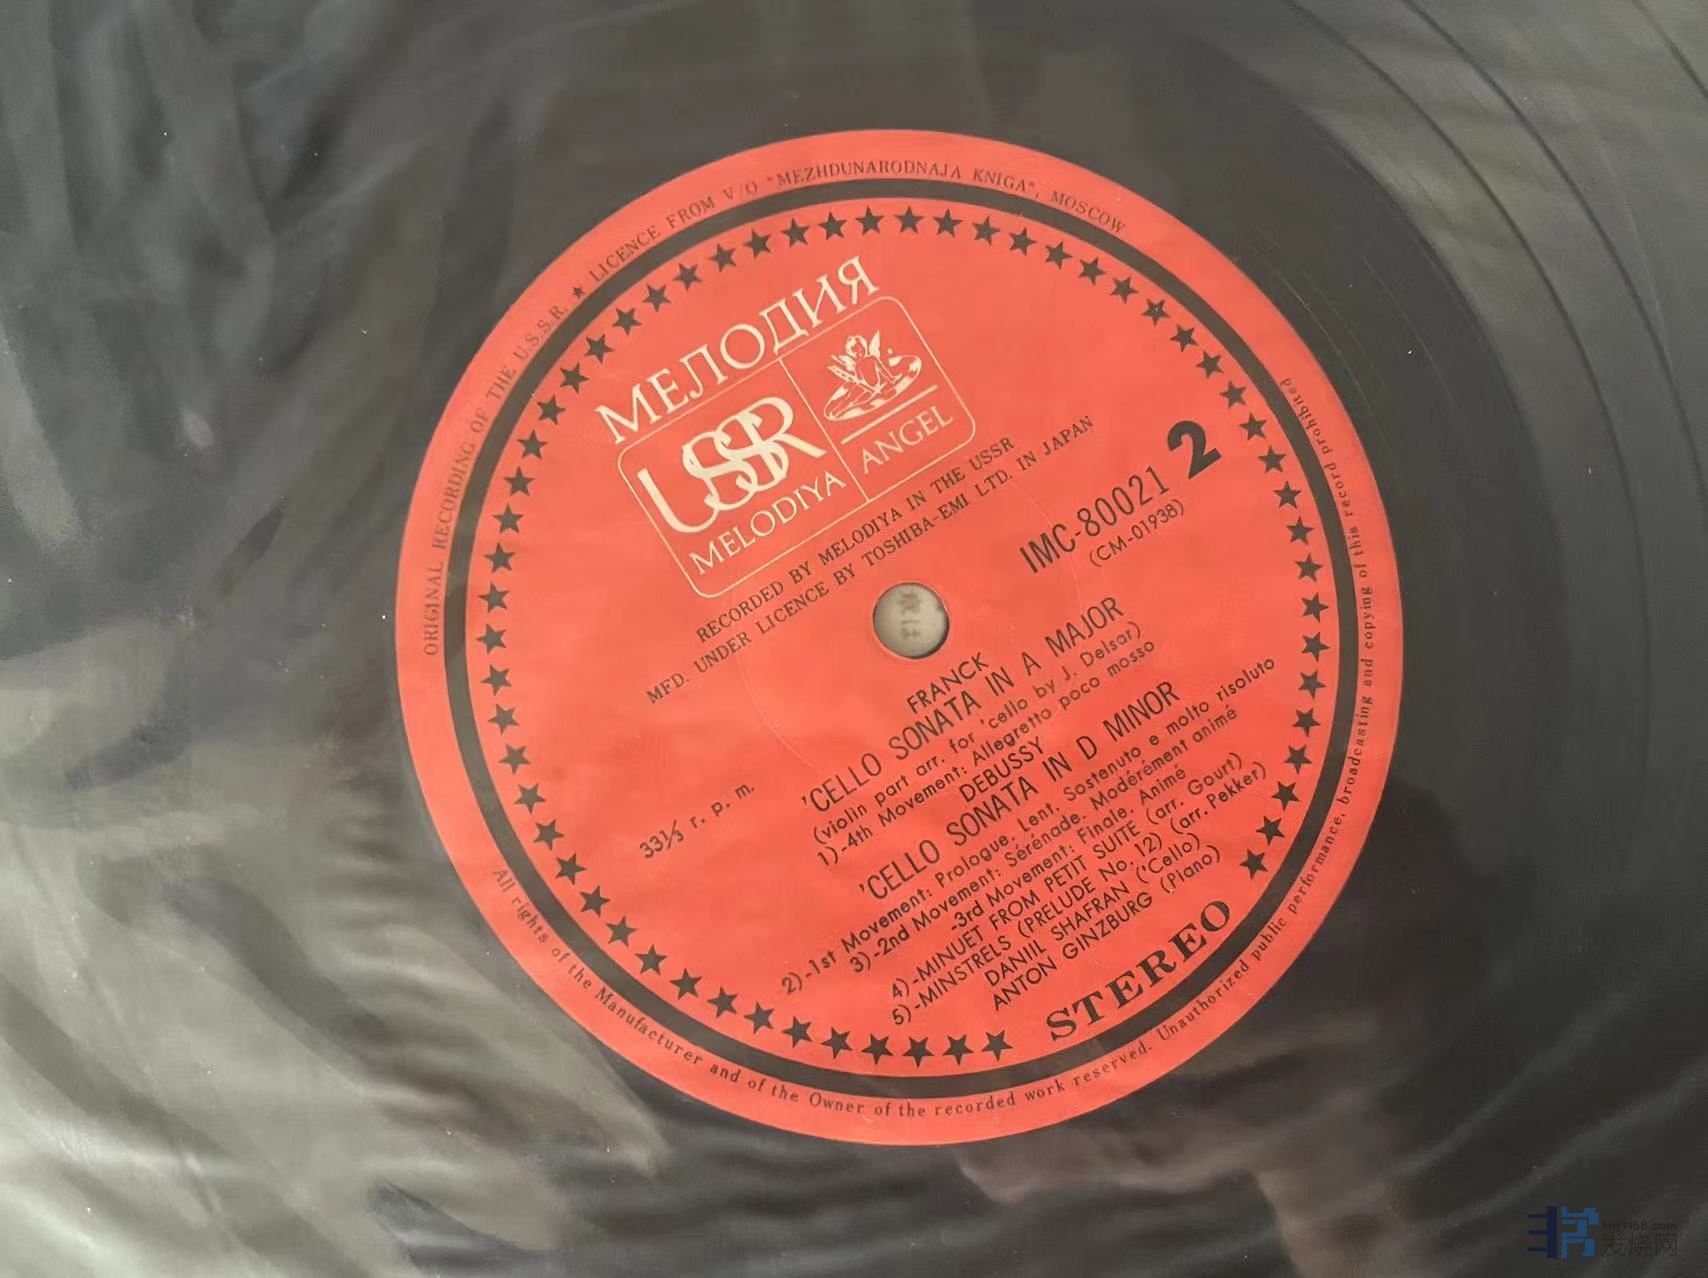 ORIGINAL RECORDING OF THE U.S.S.R. ★ LICENCE FROM V/O "MEZHDUNARODNAJA KNIGA", MOSCOW
МЕЛОДИЯ
USSR
MELODIYA
ANGEL
RECORDED BY MELODIYA IN THE USSR
MFD. UNDER LICENCE BY TOSHIBA-EMI LTD. IN JAPAN
IMC-80021 2
(CM-01938)
33⅓ r. p. m.
FRANCK
'CELLO SONATA IN A MAJOR
(violin part arr. for 'cello by J. Delsar)
1)-4th Movement: Allegretto poco mosso
DEBUSSY
'CELLO SONATA IN D MINOR
2)-1st Movement: Prologue. Lent, Sostenuto e molto risoluto
3)-2nd Movement: Sérénade. Modérément animé
-3rd Movement: Finale. Animé
4)-MINUET FROM PETIT SUITE (arr. Gourt)
5)-MINSTRELS (PRELUDE No. 12) (arr. Pekker)
DANIIL SHAFRAN ('Cello)
ANTON GINZBURG (Piano)
STEREO
All rights of the Manufacturer and of the Owner of the recorded work reserved. Unauthorized public performance, broadcasting and copying of this record prohibited
HIFI168.com
发烧网